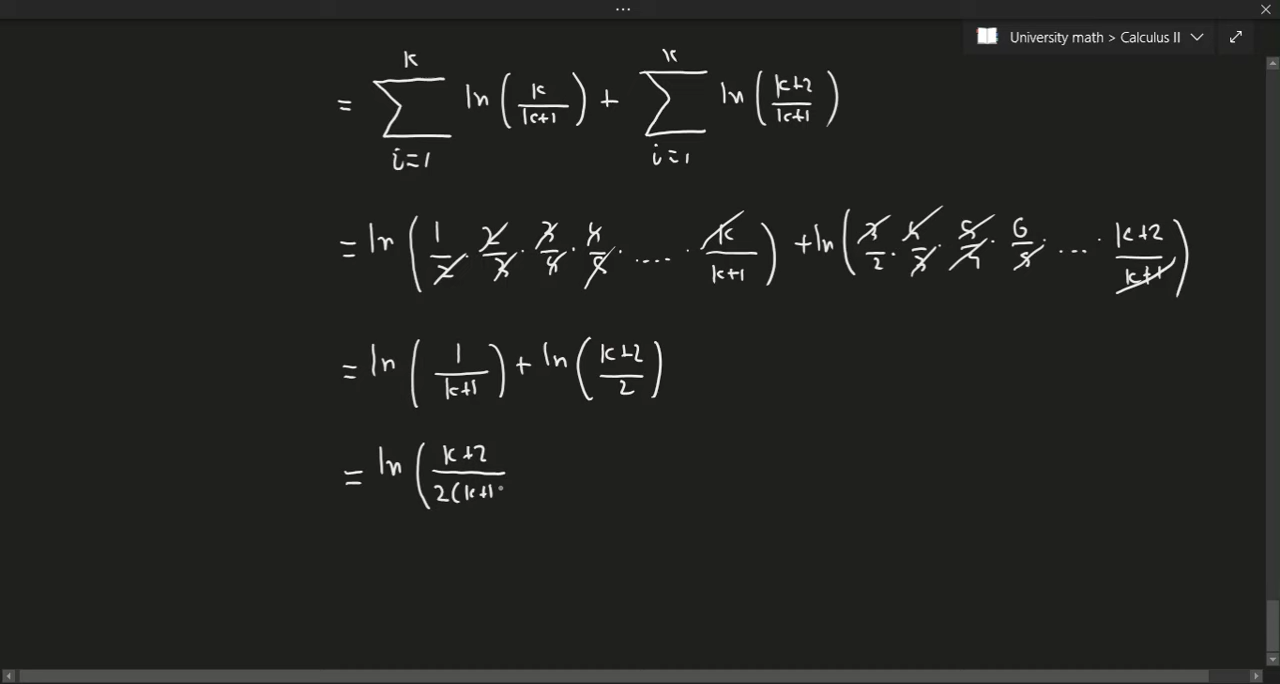 ...
University math > Calculus II
= \sum_{i=1}^{k} ln(k/(k+1)) + \sum_{i=1}^{k} ln((k+2)/(k+1))
= ln(1/2 · 2/3 · 3/4 · 4/5 · .... · k/(k+1)) + ln(3/2 · 4/3 · 5/4 · 6/5 · ... · (k+2)/(k+1))
= ln(1/(k+1)) + ln((k+2)/2)
= ln((k+2)/2(k+1